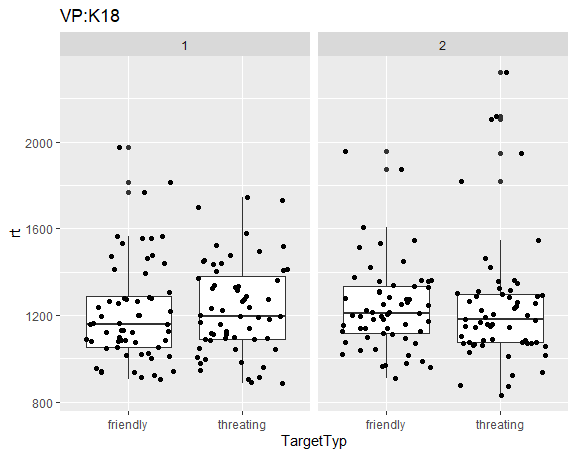 VP:K18
1 2
rt
2000
1600
1200
800
friendly threating friendly threating
TargetTyp